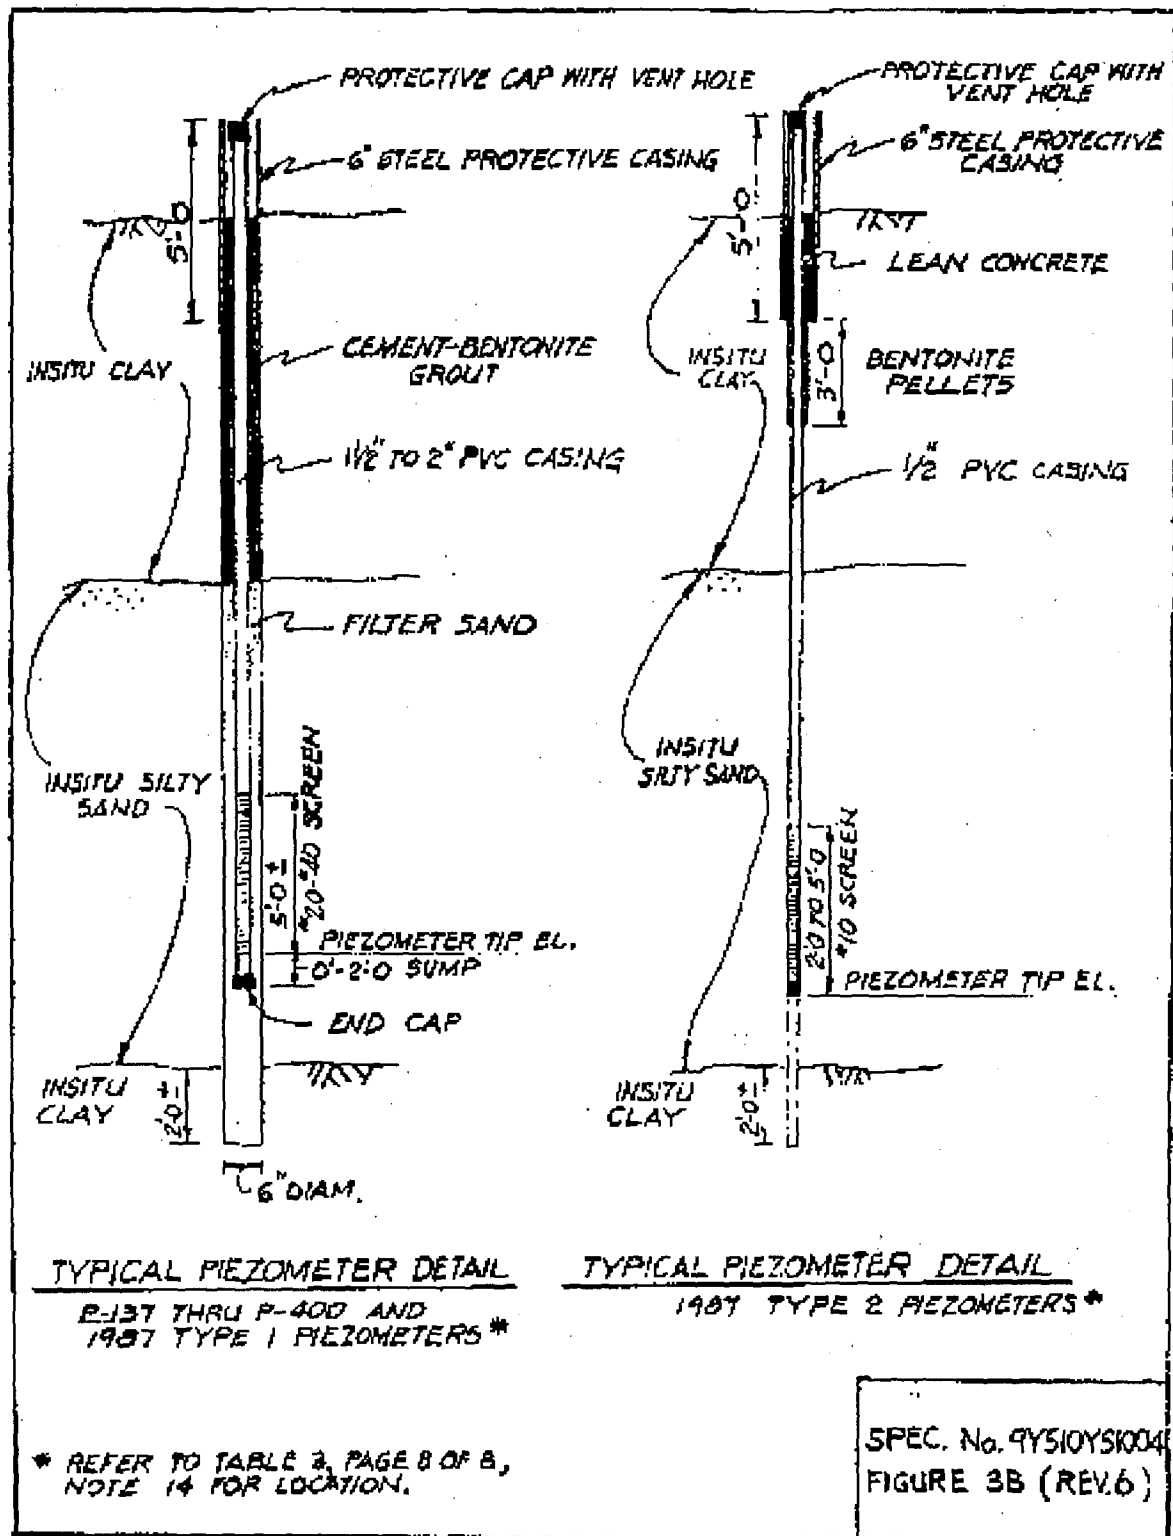 PROTECTIVE CAP WITH VENT HOLE
6" STEEL PROTECTIVE CASING
5'-0
INSITU CLAY
CEMENT-BENTONITE
GROUT
1½" TO 2" PVC CASING
FILTER SAND
INSITU SILTY
SAND
5'-0 ±
#20-#40 SCREEN
PIEZOMETER TIP EL.
0'-2'-0 SUMP
END CAP
INSITU
CLAY
2'-0 ±
6" DIAM.
TYPICAL PIEZOMETER DETAIL
P-137 THRU P-400 AND
1987 TYPE 1 PIEZOMETERS *
PROTECTIVE CAP WITH
VENT HOLE
6" STEEL PROTECTIVE
CASING
5'-0
LEAN CONCRETE
INSITU
CLAY
3'-0
BENTONITE
PELLETS
1/2" PVC CASING
INSITU
SILTY SAND
2'-0 TO 5'-0
#10 SCREEN
PIEZOMETER TIP EL.
INSITU
CLAY
2'-0 ±
TYPICAL PIEZOMETER DETAIL
1987 TYPE 2 PIEZOMETERS *
* REFER TO TABLE 3, PAGE 8 OF 8,
NOTE 14 FOR LOCATION.
SPEC. No.
FIGURE 3B (REV.6)